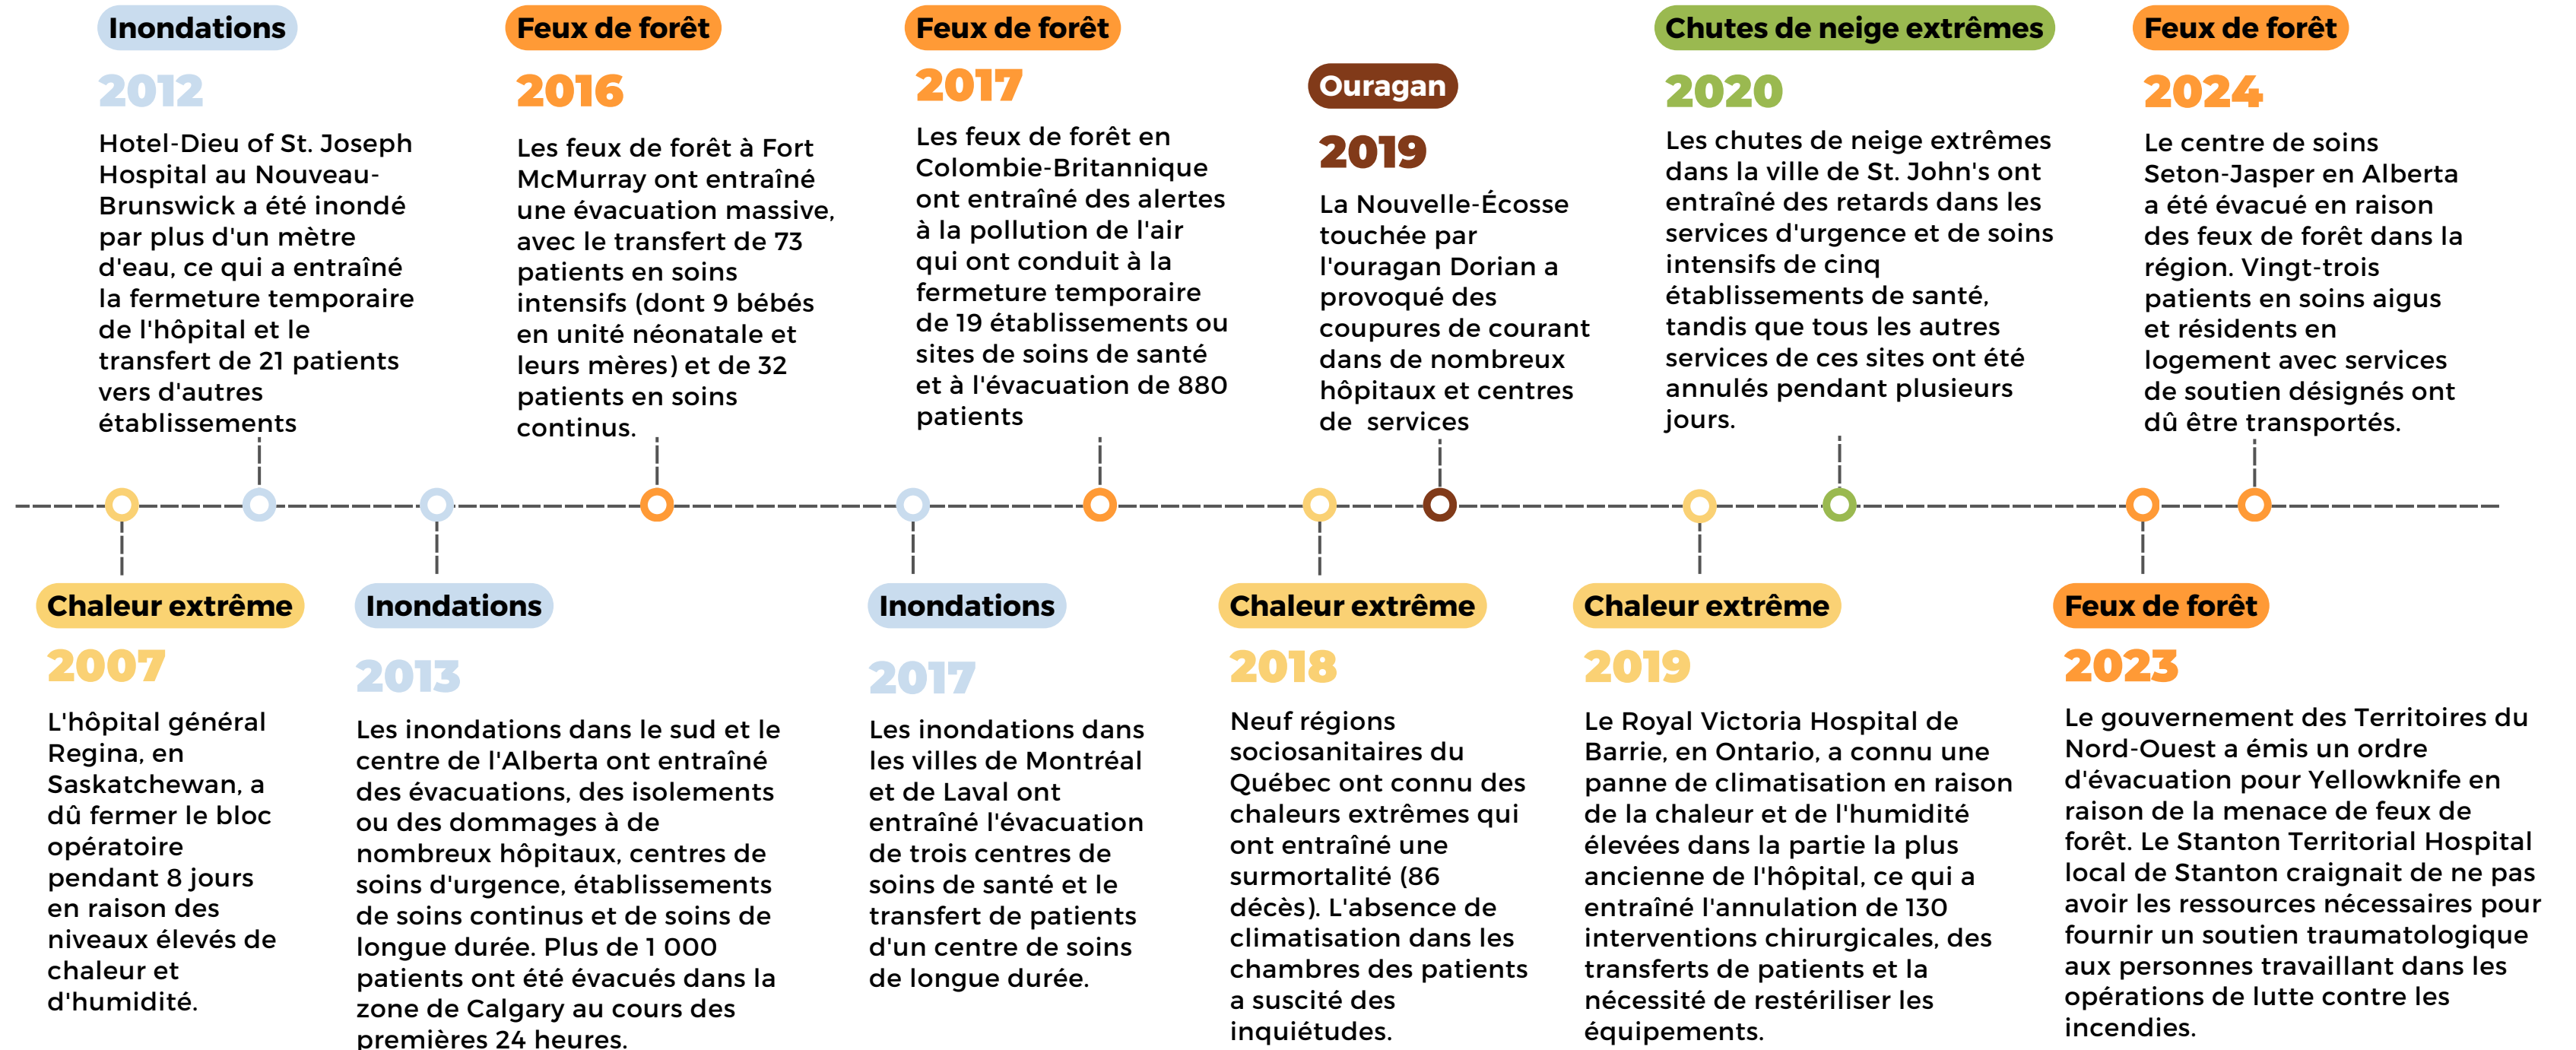 Inondations
2012
Hotel-Dieu of St. Joseph
Hospital au Nouveau-
Brunswick a été inondé
par plus d'un mètre
d'eau, ce qui a entraîné
la fermeture temporaire
de l'hôpital et le
transfert de 21 patients
vers d'autres
établissements
Feux de forêt
2016
Les feux de forêt à Fort
McMurray ont entraîné
une évacuation massive,
avec le transfert de 73
patients en soins
intensifs (dont 9 bébés
en unité néonatale et
leurs mères) et de 32
patients en soins
continus.
Feux de forêt
2017
Les feux de forêt en
Colombie-Britannique
ont entraîné des alertes
à la pollution de l'air
qui ont conduit à la
fermeture temporaire
de 19 établissements ou
sites de soins de santé
et à l'évacuation de 880
patients
Ouragan
2019
La Nouvelle-Écosse
touchée par
l'ouragan Dorian a
provoqué des
coupures de courant
dans de nombreux
hôpitaux et centres
de services
Chutes de neige extrêmes
2020
Les chutes de neige extrêmes
dans la ville de St. John's ont
entraîné des retards dans les
services d'urgence et de soins
intensifs de cinq
établissements de santé,
tandis que tous les autres
services de ces sites ont été
annulés pendant plusieurs
jours.
Feux de forêt
2024
Le centre de soins
Seton-Jasper en Alberta
a été évacué en raison
des feux de forêt dans la
région. Vingt-trois
patients en soins aigus
et résidents en
logement avec services
de soutien désignés ont
dû être transportés.
Chaleur extrême
2007
L'hôpital général
Regina, en
Saskatchewan, a
dû fermer le bloc
opératoire
pendant 8 jours
en raison des
niveaux élevés de
chaleur et
d'humidité.
Inondations
2013
Les inondations dans le sud et le
centre de l'Alberta ont entraîné
des évacuations, des isolements
ou des dommages à de
nombreux hôpitaux, centres de
soins d'urgence, établissements
de soins continus et de soins de
longue durée. Plus de 1 000
patients ont été évacués dans la
zone de Calgary au cours des
premières 24 heures.
Inondations
2017
Les inondations dans
les villes de Montréal
et de Laval ont
entraîné l'évacuation
de trois centres de
soins de santé et le
transfert de patients
d'un centre de soins
de longue durée.
Chaleur extrême
2018
Neuf régions
sociosanitaires du
Québec ont connu des
chaleurs extrêmes qui
ont entraîné une
surmortalité (86
décès). L'absence de
climatisation dans les
chambres des patients
a suscité des
inquiétudes.
Chaleur extrême
2019
Le Royal Victoria Hospital de
Barrie, en Ontario, a connu une
panne de climatisation en raison
de la chaleur et de l'humidité
élevées dans la partie la plus
ancienne de l'hôpital, ce qui a
entraîné l'annulation de 130
interventions chirurgicales, des
transferts de patients et la
nécessité de restériliser les
équipements.
Feux de forêt
2023
Le gouvernement des Territoires du
Nord-Ouest a émis un ordre
d'évacuation pour Yellowknife en
raison de la menace de feux de
forêt. Le Stanton Territorial Hospital
local de Stanton craignait de ne pas
avoir les ressources nécessaires pour
fournir un soutien traumatologique
aux personnes travaillant dans les
opérations de lutte contre les
incendies.